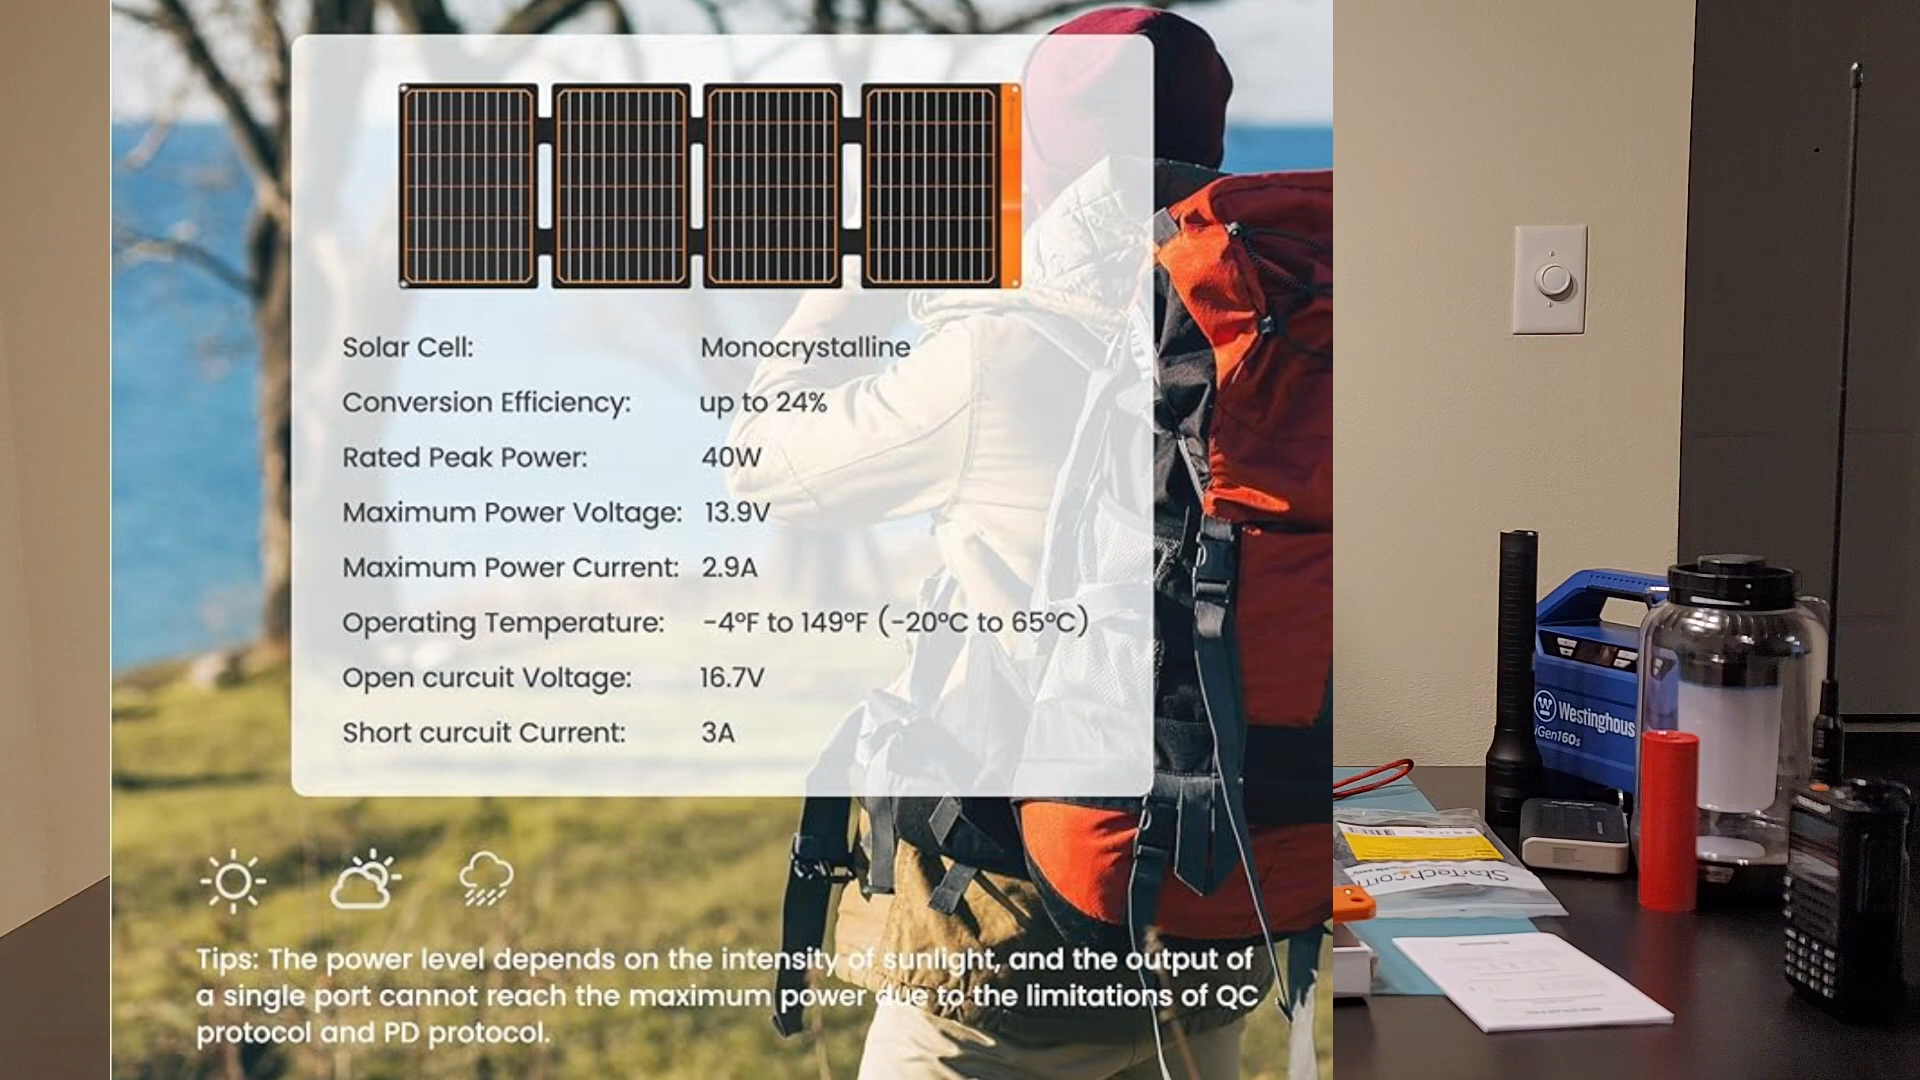 Solar Cell: Monocrystalline
Conversion Efficiency: up to 24%
Rated Peak Power: 40W
Maximum Power Voltage: 13.9V
Maximum Power Current: 2.9A
Operating Temperature: -4°F to 149°F (-20°C to 65°C)
Open curcuit Voltage: 16.7V
Short curcuit Current: 3A
Tips: The power level depends on the intensity of sunlight, and the output of
a single port cannot reach the maximum power due to the limitations of QC
protocol and PD protocol.
Westinghous
iGen160s
StarTech.com